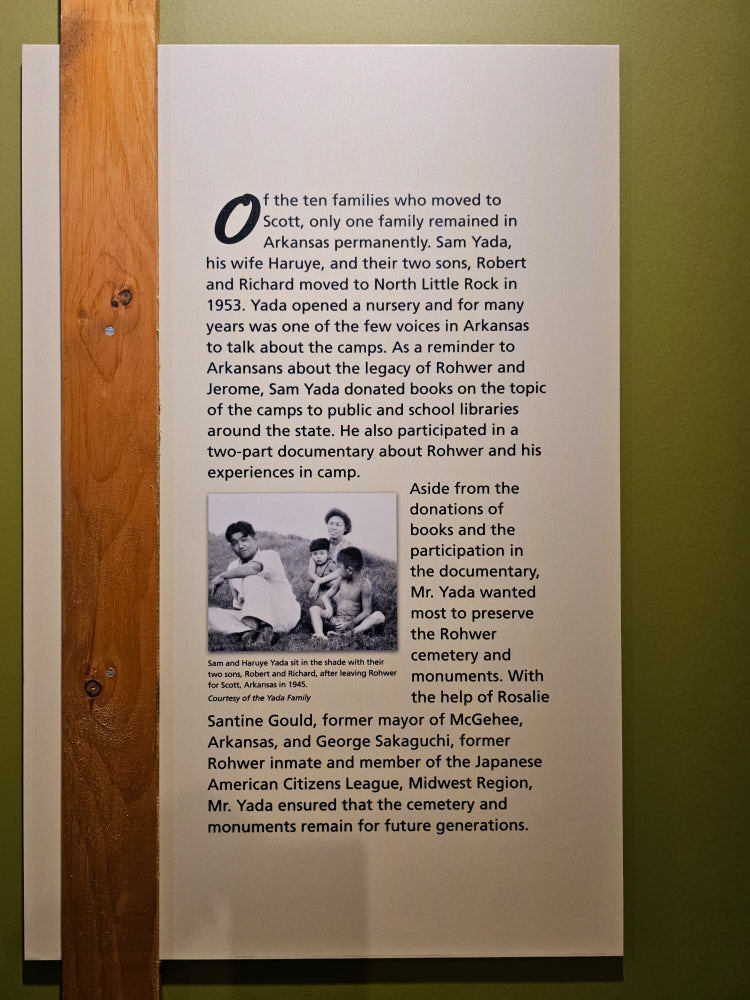 Of the ten families who moved to
Scott, only one family remained in
Arkansas permanently. Sam Yada,
his wife Haruye, and their two sons, Robert
and Richard moved to North Little Rock in
1953. Yada opened a nursery and for many
years was one of the few voices in Arkansas
to talk about the camps. As a reminder to
Arkansans about the legacy of Rohwer and
Jerome, Sam Yada donated books on the topic
of the camps to public and school libraries
around the state. He also participated in a
two-part documentary about Rohwer and his
experiences in camp.
Aside from the
donations of
books and the
participation in
the documentary,
Mr. Yada wanted
most to preserve
the Rohwer
cemetery and
monuments. With
the help of Rosalie
Santine Gould, former mayor of McGehee,
Arkansas, and George Sakaguchi, former
Rohwer inmate and member of the Japanese
American Citizens League, Midwest Region,
Mr. Yada ensured that the cemetery and
monuments remain for future generations.
Sam and Haruye Yada sit in the shade with their
two sons, Robert and Richard, after leaving Rohwer
for Scott, Arkansas in 1945.
Courtesy of the Yada Family